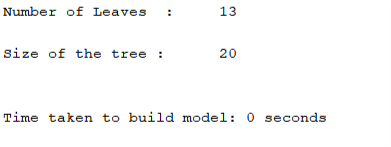 Number of Leaves  :      13
Size of the tree :       20
Time taken to build model: 0 seconds